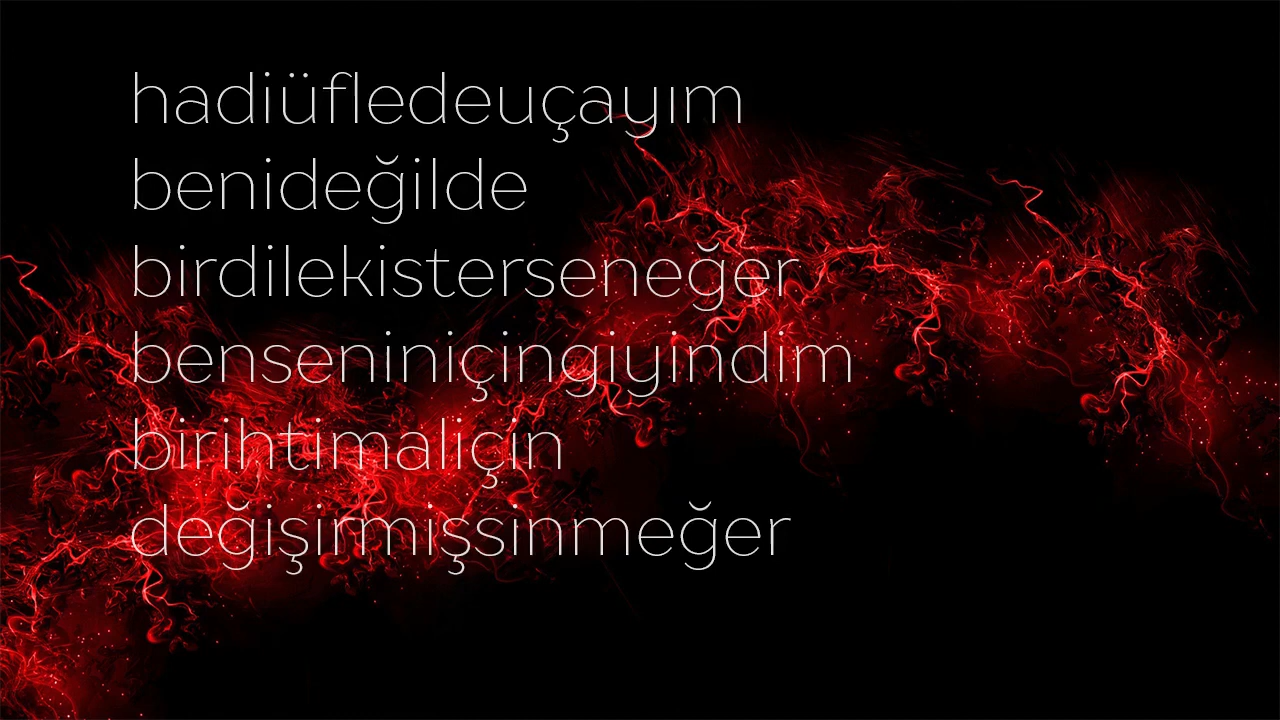 hadiüfledeuçayım
benideğilde
birdilekisterseneğer
benseniniçingiyindim
birihtimaliçin
değişirmişsinmeğer